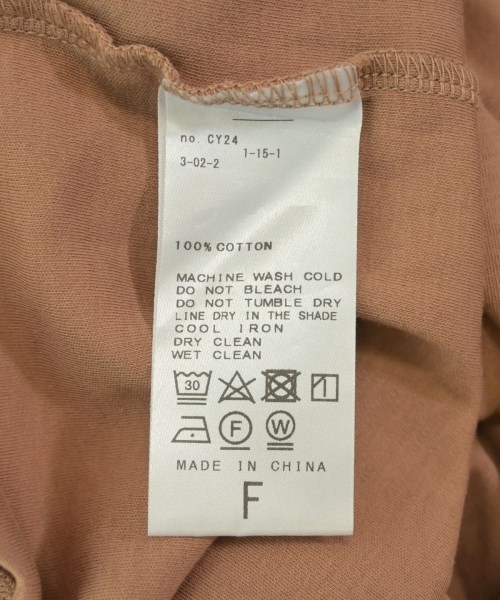 no. CY24
1-15-1
3-02-2
100% COTTON
MACHINE WASH COLD
DO NOT BLEACH
DO NOT TUMBLE DRY
LINE DRY IN THE SHADE
COOL IRON
DRY CLEAN
WET CLEAN
30
F W
MADE IN CHINA
F